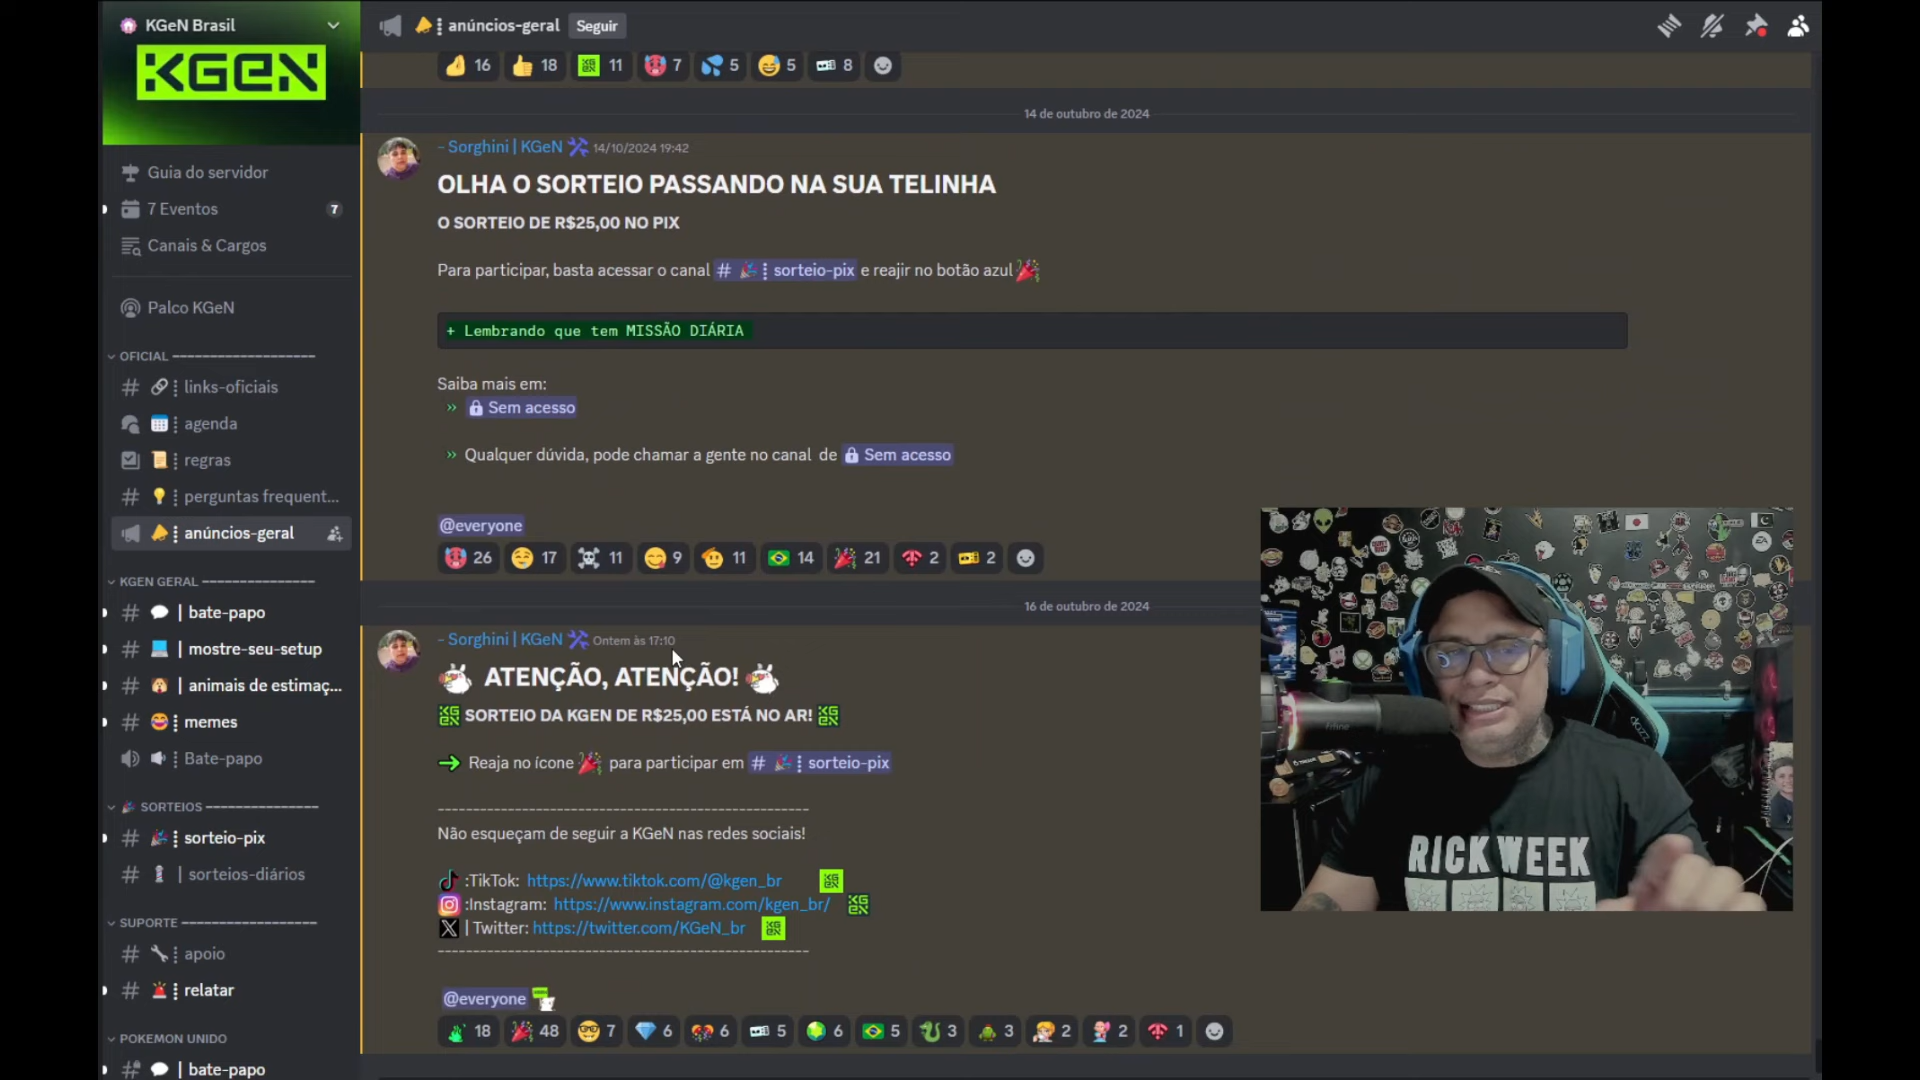 KGeN Brasil
KGeN
Guia do servidor
7 Eventos
7
Canais & Cargos
Palco KGeN
OFICIAL --------------------
links-oficiais
agenda
regras
perguntas frequent...
anúncios-geral
KGEN GERAL ----------------
| bate-papo
| mostre-seu-setup
| animais de estimaç...
memes
Bate-papo
SORTEIOS ---------------
sorteio-pix
| sorteios-diários
SUPORTE ------------------
apoio
relatar
POKEMON UNIDO
| bate-papo
anúncios-geral
Seguir
16 18 11 7 5 5 8
14 de outubro de 2024
- Sorghini | KGeN 14/10/2024 19:42
OLHA O SORTEIO PASSANDO NA SUA TELINHA
O SORTEIO DE R$25,00 NO PIX
Para participar, basta acessar o canal # sorteio-pix e reajir no botão azul
+ Lembrando que tem MISSÃO DIÁRIA
Saiba mais em:
» Sem acesso
» Qualquer dúvida, pode chamar a gente no canal de Sem acesso
@everyone
26 17 11 9 11 14 21 2 2
16 de outubro de 2024
- Sorghini | KGeN Ontem às 17:10
ATENÇÃO, ATENÇÃO!
SORTEIO DA KGEN DE R$25,00 ESTÁ NO AR!
Reaja no ícone para participar em # sorteio-pix
----------------------------------------------------
Não esqueçam de seguir a KGeN nas redes sociais!
:TikTok: https://www.tiktok.com/@kgen_br
:Instagram: https://www.instagram.com/kgen_br/
| Twitter: https://twitter.com/KGeN_br
----------------------------------------------------
@everyone
18 48 7 6 6 5 6 5 3 3 2 2 1
RICK WEEK